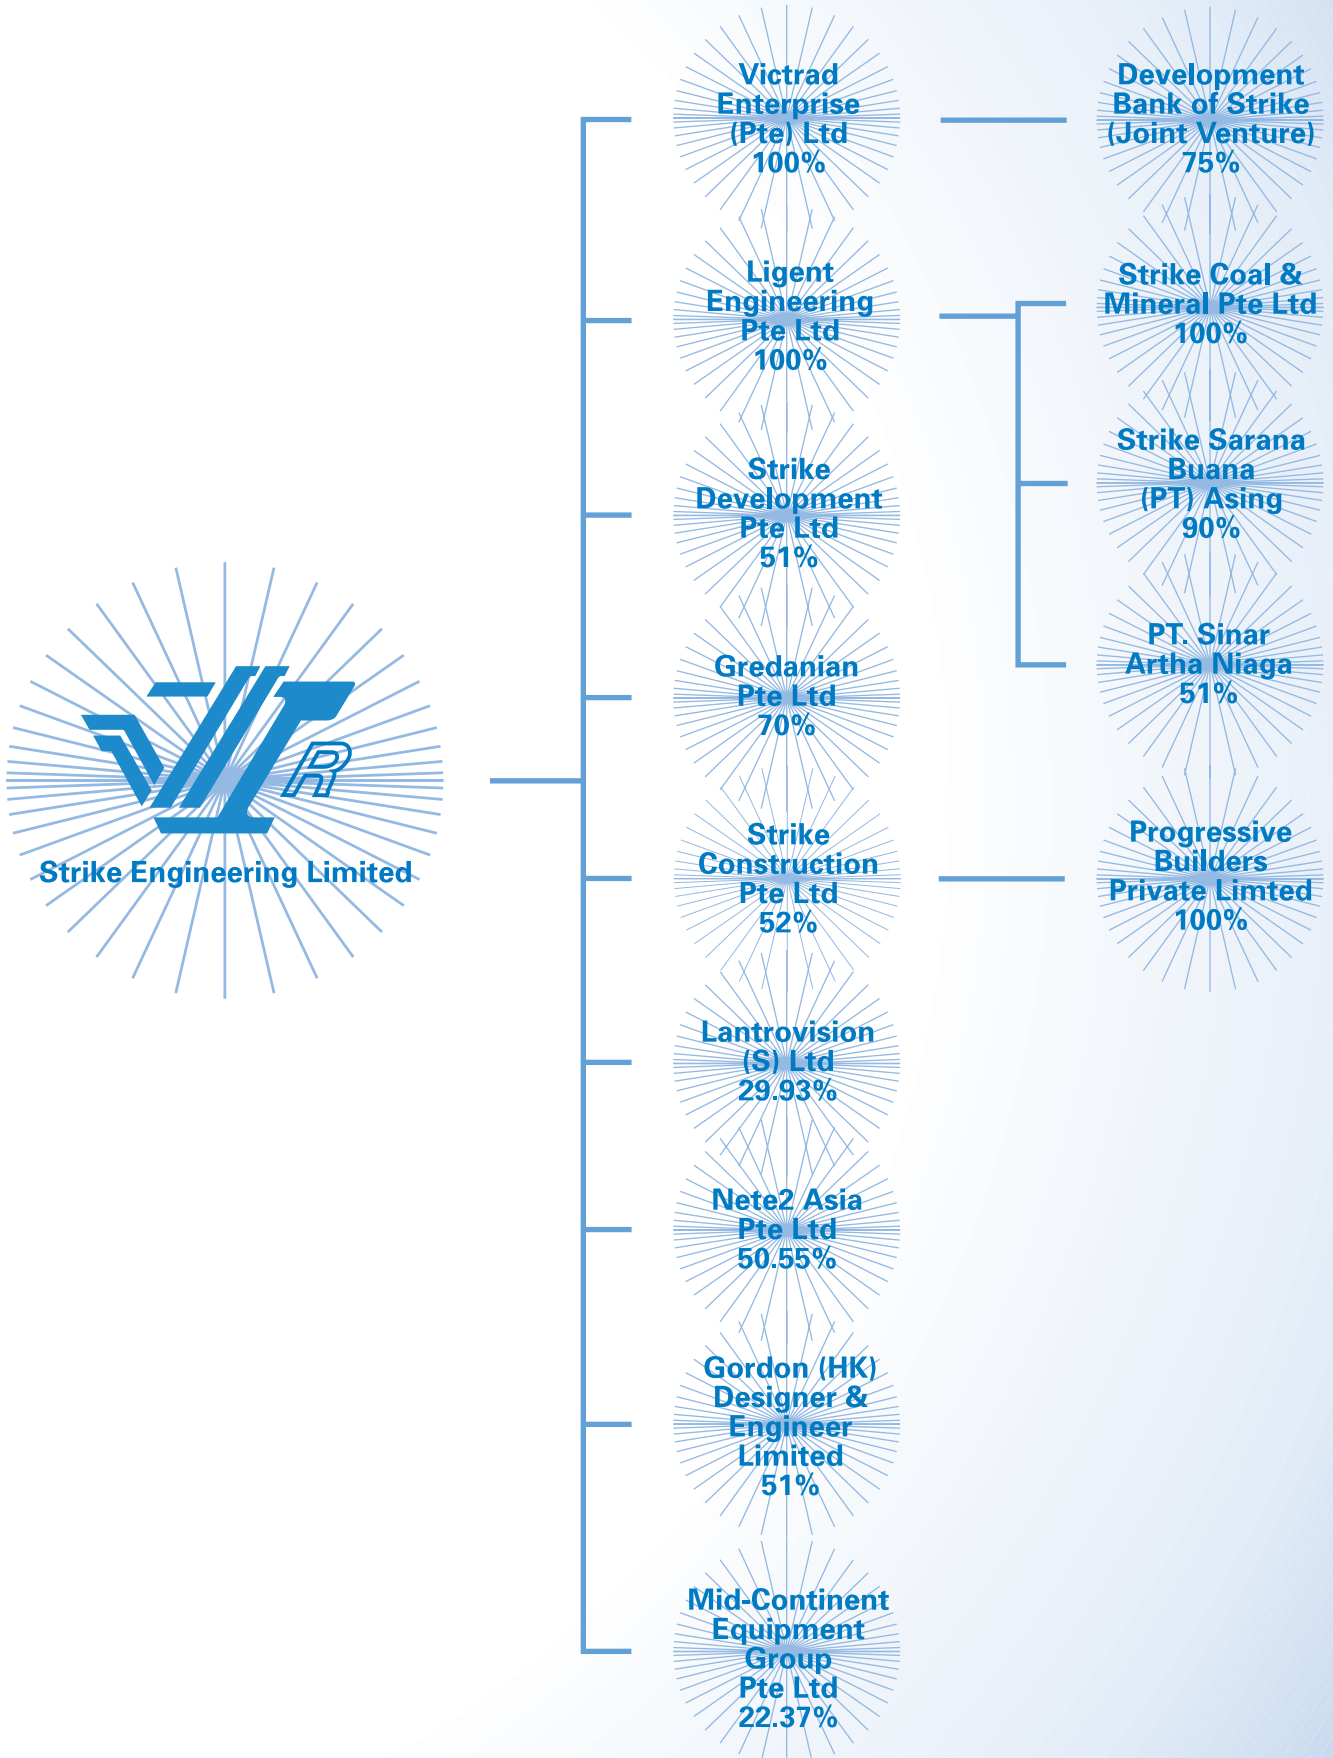 Strike Engineering Limited
Victrad
Enterprise
(Pte) Ltd
100%
Development
Bank of Strike
(Joint Venture)
75%
Ligent
Engineering
Pte Ltd
100%
Strike Coal &
Mineral Pte Ltd
100%
Strike Sarana
Buana
(PT) Asing
90%
PT. Sinar
Artha Niaga
51%
Strike
Development
Pte Ltd
51%
Gredanian
Pte Ltd
70%
Strike
Construction
Pte Ltd
52%
Progressive
Builders
Private Limted
100%
Lantrovision
(S) Ltd
29.93%
Nete2 Asia
Pte Ltd
50.55%
Gordon (HK)
Designer &
Engineer
Limited
51%
Mid-Continent
Equipment
Group
Pte Ltd
22.37%